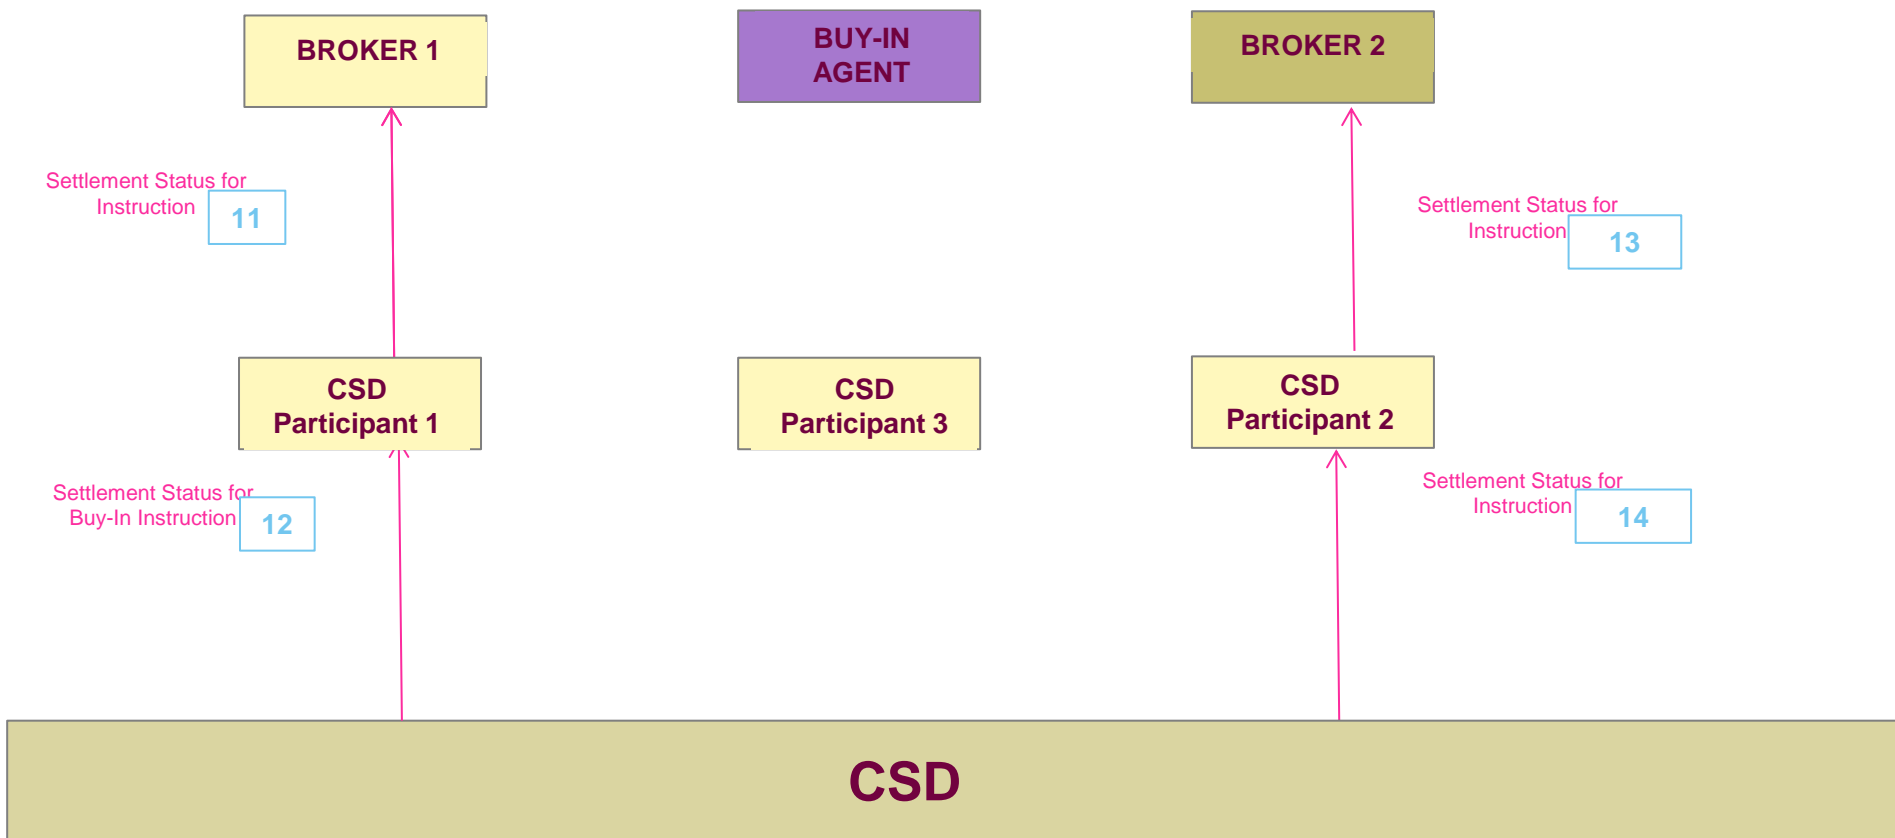 BROKER 1
BUY-IN
AGENT
BROKER 2
Settlement Status for
Instruction
11
Settlement Status for
Instruction
13
CSD
Participant 1
CSD
Participant 3
CSD
Participant 2
Settlement Status for
Buy-In Instruction
12
Settlement Status for
Instruction
14
CSD